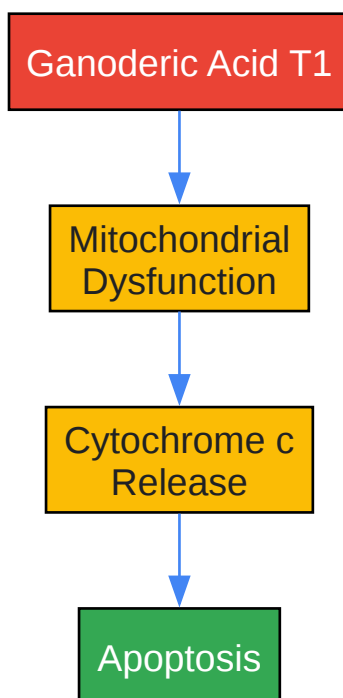 Ganoderic Acid T1
Mitochondrial
Dysfunction
Cytochrome c
Release
Apoptosis